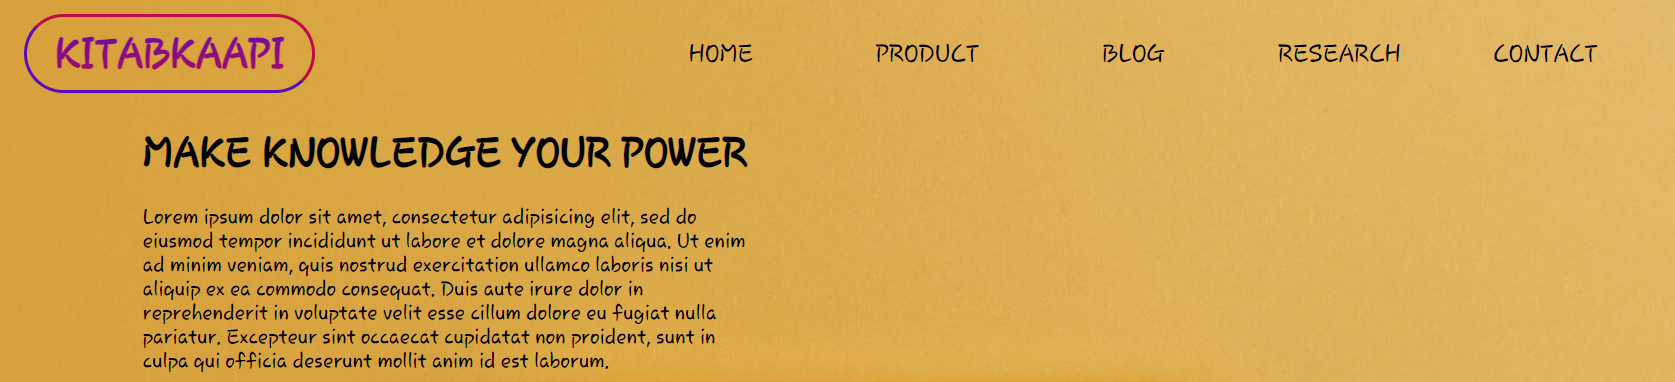 KITABKAAPI
HOME PRODUCT BLOG RESEARCH CONTACT
MAKE KNOWLEDGE YOUR POWER
Lorem ipsum dolor sit amet, consectetur adipisicing elit, sed do
eiusmod tempor incididunt ut labore et dolore magna aliqua. Ut enim
ad minim veniam, quis nostrud exercitation ullamco laboris nisi ut
aliquip ex ea commodo consequat. Duis aute irure dolor in
reprehenderit in voluptate velit esse cillum dolore eu fugiat nulla
pariatur. Excepteur sint occaecat cupidatat non proident, sunt in
culpa qui officia deserunt mollit anim id est laborum.